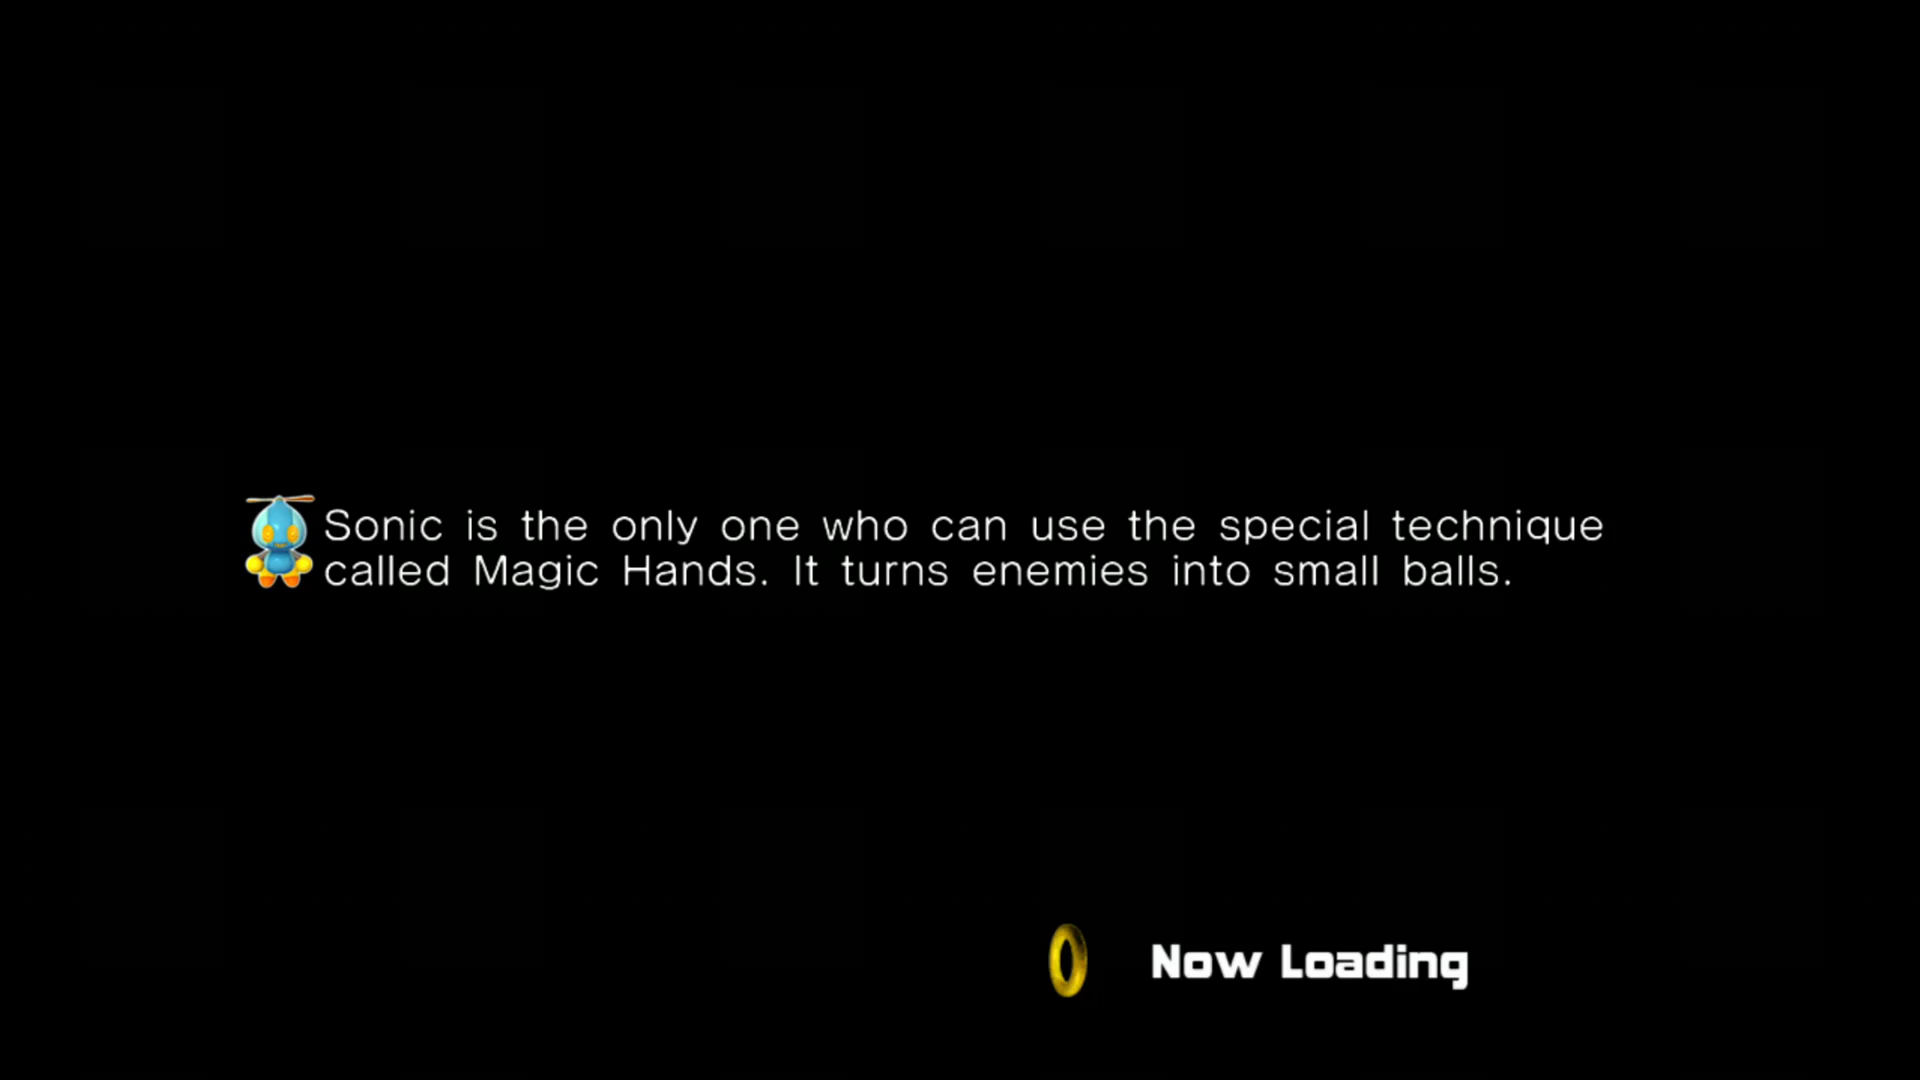 Sonic is the only one who can use the special technique
called Magic Hands. It turns enemies into small balls.
Now Loading